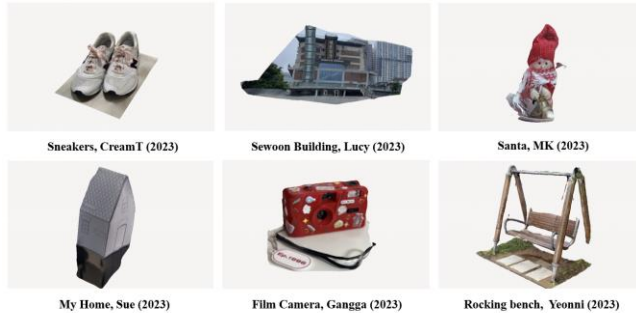 Sneakers, CreamT (2023)
Sewoon Building, Lucy (2023)
Santa, MK (2023)
My Home, Sue (2023)
Film Camera, Gangga (2023)
Rocking bench, Yeonni (2023)